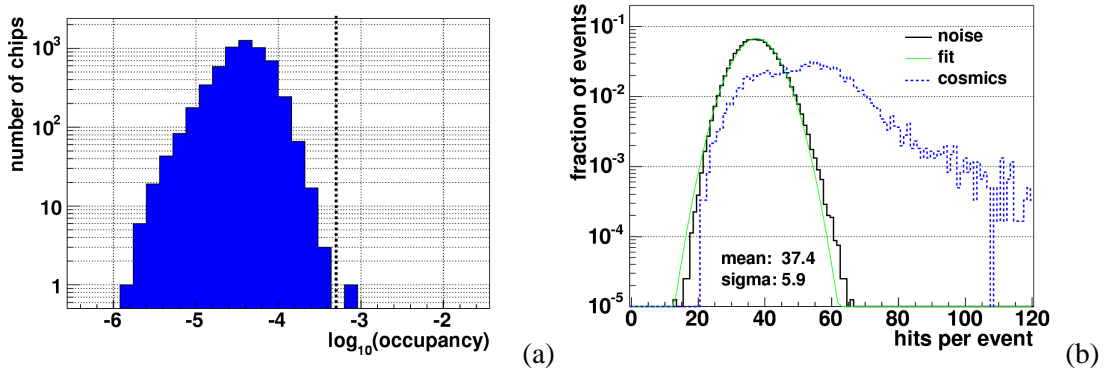 number of chips
10³
10²
10
1
-6 -5 -4 -3 -2
log₁₀(occupancy)
(a)
fraction of events
10⁻¹
10⁻²
10⁻³
10⁻⁴
10⁻⁵
noise
fit
cosmics
mean: 37.4
sigma: 5.9
0 20 40 60 80 100 120
hits per event
(b)